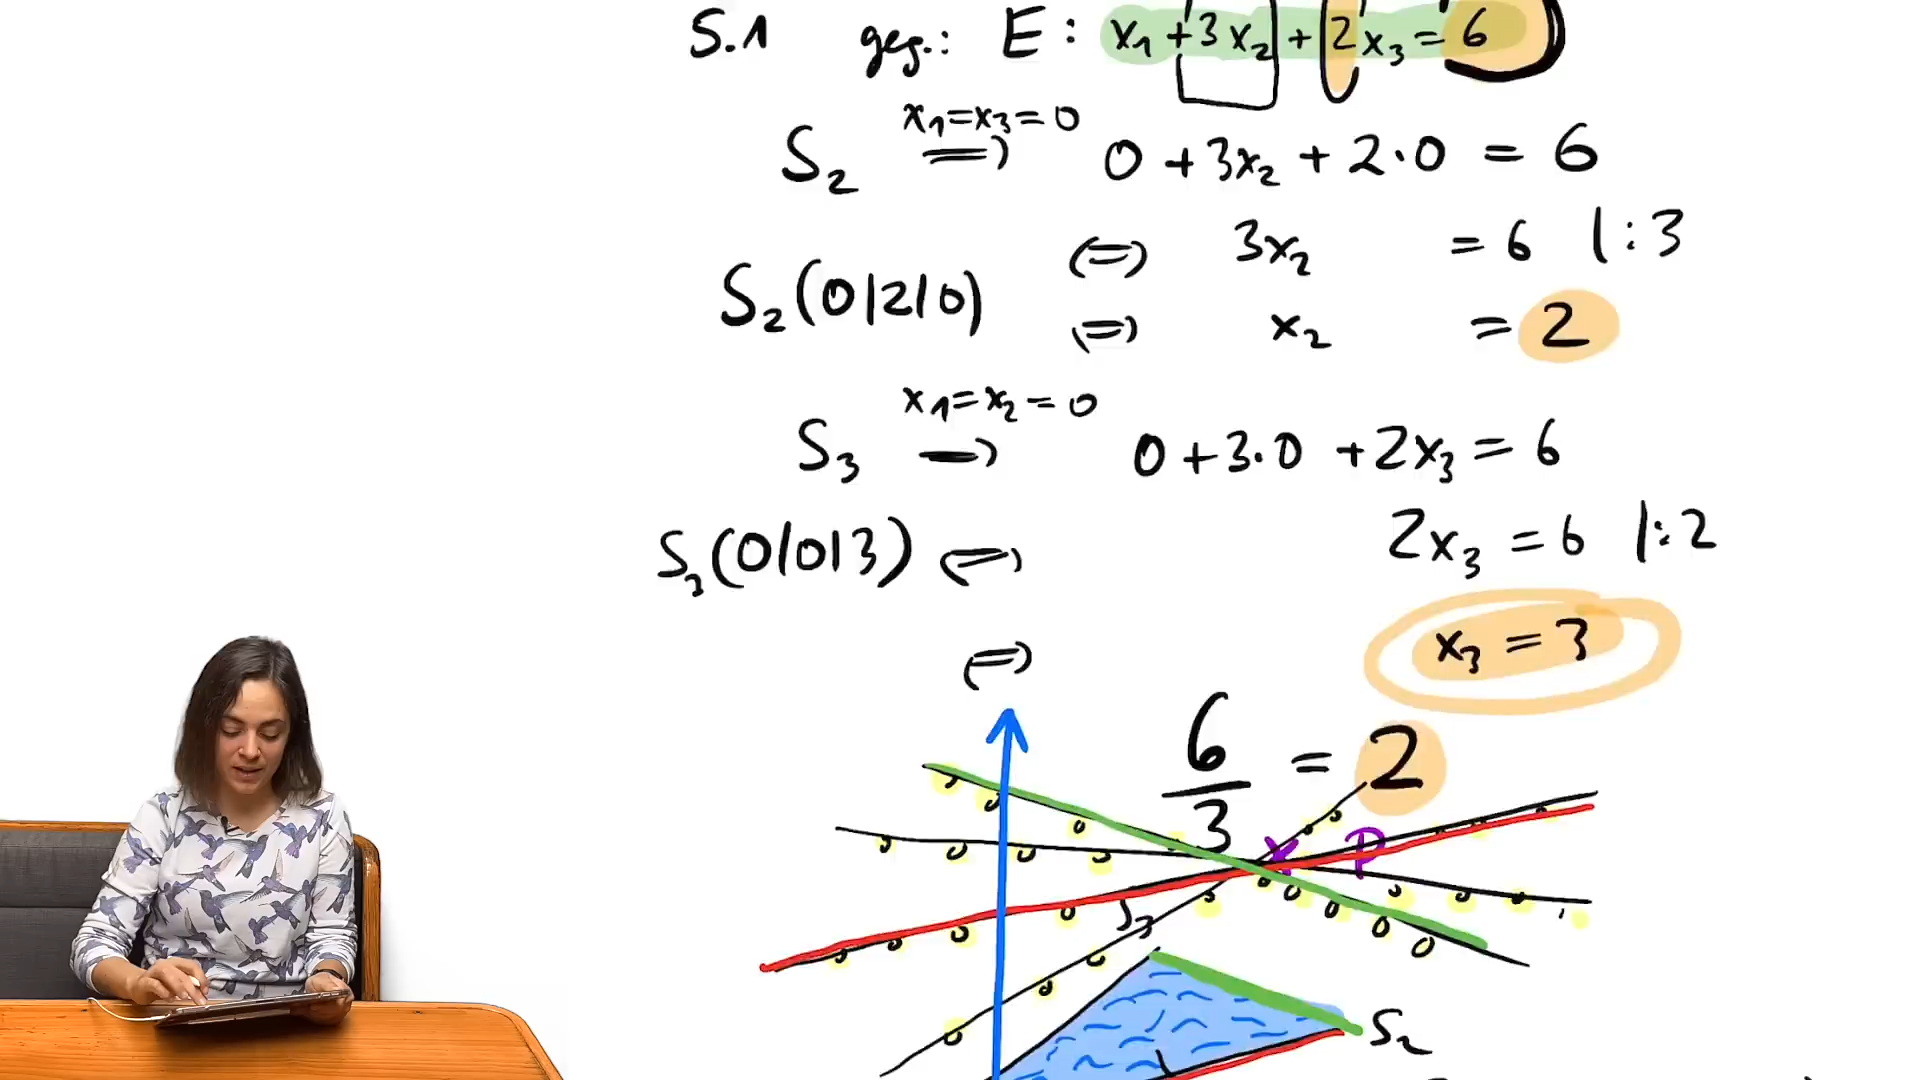 S.1 geg.: E: x₁ + 3x₂ + 2x₃ = 6
S₂ x₁=x₃=0 ⟹ 0 + 3x₂ + 2·0 = 6
⟺ 3x₂ = 6 |:3
S₂(0|2|0) ⟺ x₂ = 2
S₃ x₁=x₂=0 ⟹ 0 + 3·0 + 2x₃ = 6
S₃(0|0|3) ⟺ 2x₃ = 6 |:2
⟺ x₃ = 3
6/3 = 2
P
S₃
S₂